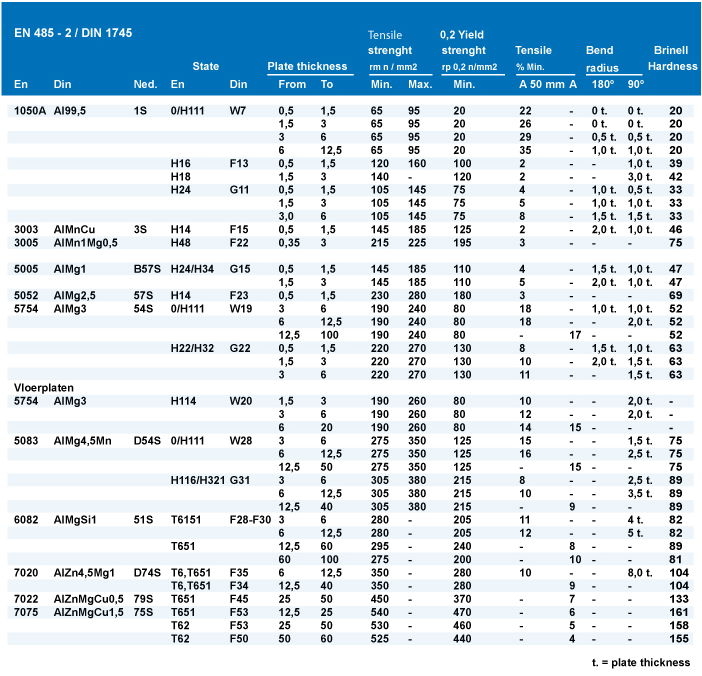 EN 485 - 2 / DIN 1745
Tensile 0,2 Yield
strenght strenght Tensile Bend Brinell
State Plate thickness rm n / mm2 rp 0,2 n/mm2 % Min. radius Hardness
En Din Ned. En Din From To Min. Max. Min. A 50 mm A 180º 90º
1050A Al99,5 1S 0/H111 W7 0,5 1,5 65 95 20 22 - 0 t. 0 t. 20
1,5 3 65 95 20 26 - 0 t. 0 t. 20
3 6 65 95 20 29 - 0,5 t. 0,5 t. 20
6 12,5 65 95 20 35 - 1,0 t. 1,0 t. 20
H16 F13 0,5 1,5 120 160 100 2 - - 1,0 t. 39
H18 1,5 3 140 - 120 2 - - 3,0 t. 42
H24 G11 0,5 1,5 105 145 75 4 - 1,0 t. 0,5 t. 33
1,5 3 105 145 75 5 - 1,0 t. 1,0 t. 33
3,0 6 105 145 75 8 - 1,5 t. 1,5 t. 33
3003 AlMnCu 3S H14 F15 0,5 1,5 145 185 125 2 - 2,0 t. 1,0 t. 46
3005 AlMn1Mg0,5 H48 F22 0,35 3 215 225 195 3 - - - 75
5005 AlMg1 B57S H24/H34 G15 0,5 1,5 145 185 110 4 - 1,5 t. 1,0 t. 47
1,5 3 145 185 110 5 - 2,0 t. 1,0 t. 47
5052 AlMg2,5 57S H14 F23 0,5 1,5 230 280 180 3 - - - 69
5754 AlMg3 54S 0/H111 W19 3 6 190 240 80 18 - 1,0 t. 1,0 t. 52
6 12,5 190 240 80 18 - - 2,0 t. 52
12,5 100 190 240 80 - 17 - - 52
H22/H32 G22 0,5 1,5 220 270 130 8 - 1,5 t. 1,0 t. 63
1,5 3 220 270 130 10 - 2,0 t. 1,5 t. 63
3 6 220 270 130 11 - - 1,5 t. 63
Vloerplaten
5754 AlMg3 H114 W20 1,5 3 190 260 80 10 - - 2,0 t. -
3 6 190 260 80 12 - - 2,0 t. -
6 20 190 260 80 14 15 - - -
5083 AlMg4,5Mn D54S 0/H111 W28 3 6 275 350 125 15 - - 1,5 t. 75
6 12,5 275 350 125 16 - - 2,5 t. 75
12,5 50 275 350 125 - 15 - - 75
H116/H321 G31 3 6 305 380 215 8 - - 2,5 t. 89
6 12,5 305 380 215 10 - - 3,5 t. 89
12,5 40 305 380 215 - 9 - - 89
6082 AlMgSi1 51S T6151 F28-F30 3 6 280 - 205 11 - - 4 t. 82
6 12,5 280 - 205 12 - - 5 t. 82
T651 12,5 60 295 - 240 - 8 - - 89
60 100 275 - 200 - 10 - - 81
7020 AlZn4,5Mg1 D74S T6,T651 F35 6 12,5 350 - 280 10 - - 8,0 t. 104
T6,T651 F34 12,5 40 350 - 280 - 9 - - 104
7022 AlZnMgCu0,5 79S T651 F45 25 50 450 - 370 - 7 - - 133
7075 AlZnMgCu1,5 75S T651 F53 12,5 25 540 - 470 - 6 - - 161
T62 F53 25 50 530 - 460 - 5 - - 158
T62 F50 50 60 525 - 440 - 4 - - 155
t. = plate thickness